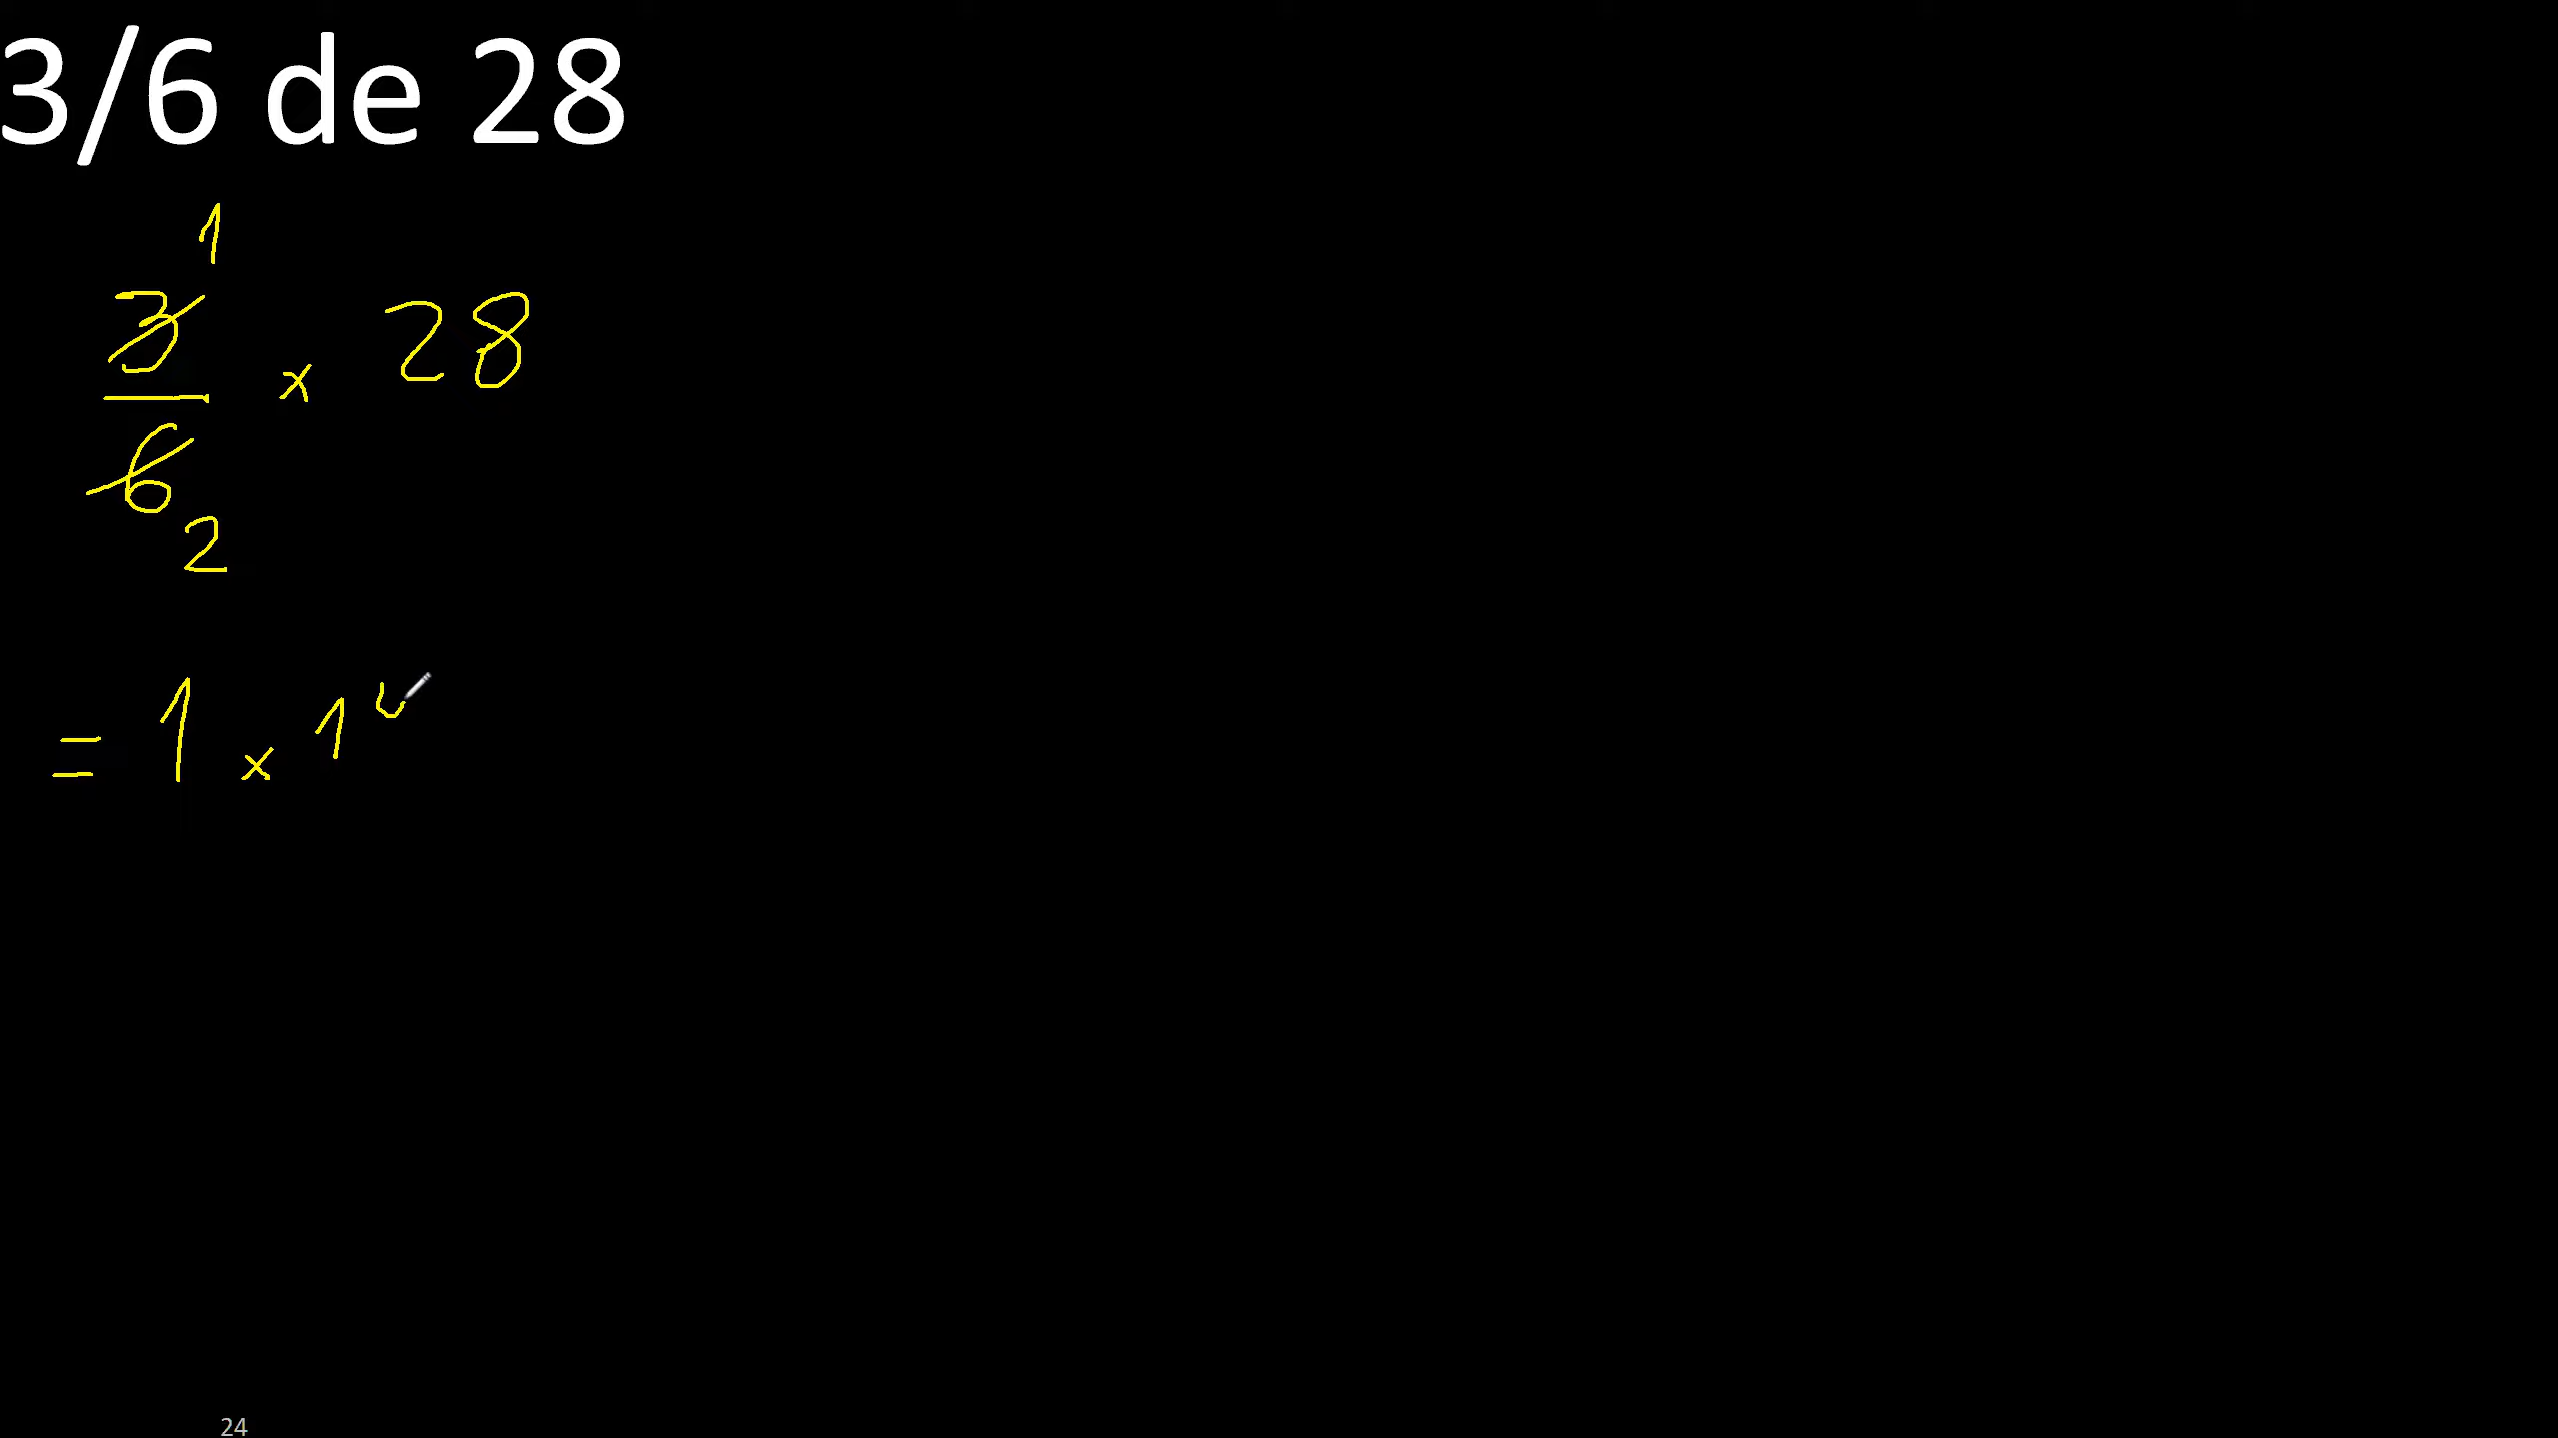 3/6 de 28
1
3
— x 28
6
2
= 1 x 1
24